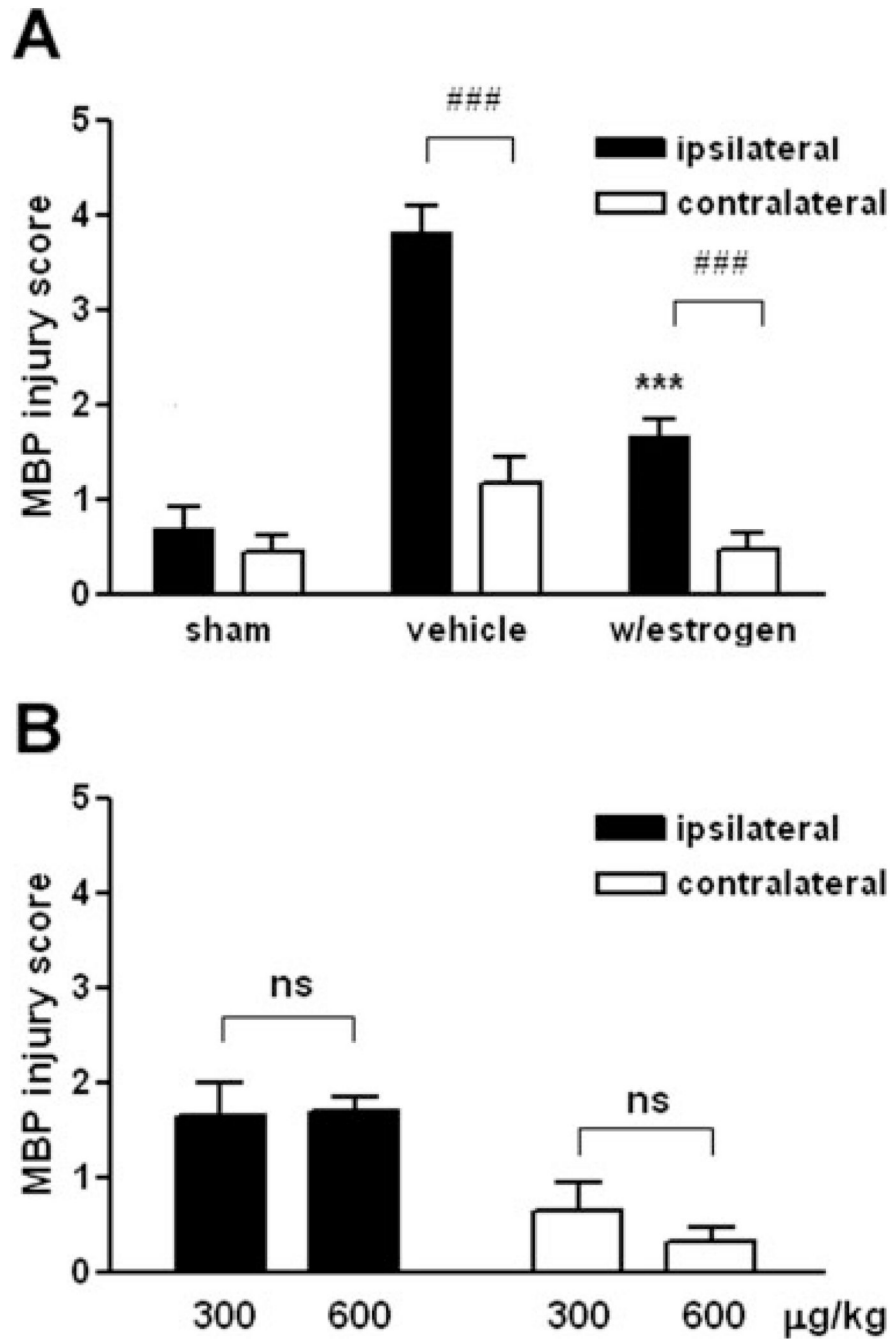 A
MBP injury score
5
4
3
2
1
0
###
ipsilateral
contralateral
###
***
sham vehicle w/estrogen
B
MBP injury score
5
4
3
2
1
0
ipsilateral
contralateral
ns
ns
300 600 300 600 μg/kg